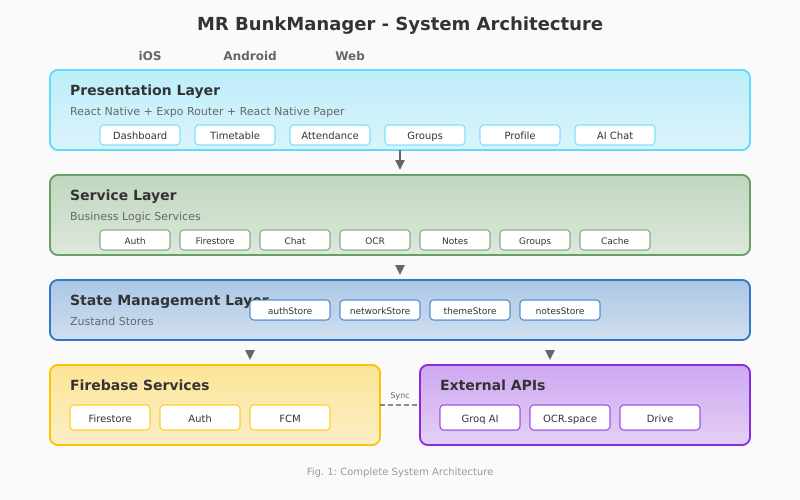 MR BunkManager - System Architecture
iOS Android Web
Presentation Layer
React Native + Expo Router + React Native Paper
Dashboard Timetable Attendance Groups Profile AI Chat
Service Layer
Business Logic Services
Auth Firestore Chat OCR Notes Groups Cache
State Management Layer
authStore networkStore themeStore notesStore
Zustand Stores
Firebase Services
Firestore Auth FCM
Sync
External APIs
Groq AI OCR.space Drive
Fig. 1: Complete System Architecture